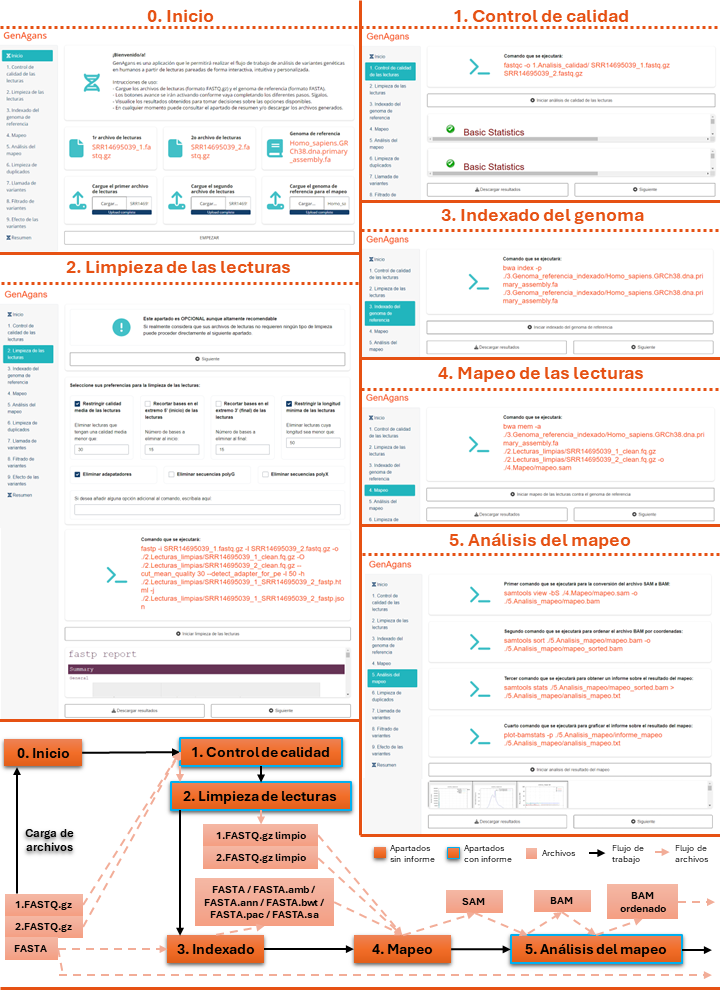 0. Inicio
GenAgans
Inicio
1. Control de
calidad de las
lecturas
2. Limpieza de las
lecturas
3. Indexado del
genoma de
referencia
4. Mapeo
5. Análisis del
mapeo
6. Limpieza de
duplicados
7. Llamada de
variantes
8. Filtrado de
variantes
9. Efecto de las
variantes
Resumen
¡Bienvenido/a!
GenAgans es una aplicación que le permitirá realizar el flujo de trabajo de análisis de variantes genéticas
en humanos a partir de lecturas pareadas de forma interactiva, intuitiva y personalizada.
Intrucciones de uso:
- Cargue los archivos de lecturas (formato FASTQ.gz) y el genoma de referencia (formato FASTA).
- Los botones avance se irán activando conforme vaya completando los diferentes pasos. Sígalos.
- Visualice los resultados obtenidos para tomar decisiones sobre las opciones disponibles.
- En cualquier momento puede consultar el apartado de resumen y/o descargar los archivos generados.
1r archivo de lecturas
SRR14695039_1.fa
stq.gz
2o archivo de lecturas
SRR14695039_2.fa
stq.gz
Genoma de referencia
Homo_sapiens.GR
Ch38.dna.primary
_assembly.fa
Cargue el primer archivo
de lecturas
Cargar...
SRR1469
Upload complete
Cargue el segundo archivo
de lecturas
Cargar...
SRR1469
Upload complete
Cargue el genoma de
referencia para el mapeo
Cargar...
Homo_sa
Upload complete
EMPEZAR
1. Control de calidad
GenAgans
Inicio
1. Control de calidad
de las lecturas
2. Limpieza de las
lecturas
3. Indexado del
genoma de
referencia
4. Mapeo
5. Análisis del
mapeo
6. Limpieza de
duplicados
7. Llamada de
variantes
8. Filtrado de
Comando que se ejecutará:
fastqc -o 1.Analisis_calidad/ SRR14695039_1.fastq.gz
SRR14695039_2.fastq.gz
Iniciar análisis de calidad de las lecturas
Basic Statistics
Basic Statistics
Descargar resultados
Siguiente
2. Limpieza de las lecturas
GenAgans
Inicio
1. Control de
calidad de las
lecturas
2. Limpieza de las
lecturas
3. Indexado del
genoma de
referencia
4. Mapeo
5. Análisis del
mapeo
6. Limpieza de
duplicados
7. Llamada de
variantes
8. Filtrado de
variantes
9. Efecto de las
variantes
Resumen
Este apartado es OPCIONAL aunque altamente recomendable
Si realmente considera que sus archivos de lecturas no requieren ningún tipo de limpieza
puede proceder directamente al siguiente apartado.
Siguiente
Seleccione sus preferencias para la limpieza de las lecturas:
Restringir calidad
media de las lecturas
Eliminar lecturas que
tengan una calidad media
menor que
30
Recortar bases en el
extremo 5' (inicio) de las
lecturas
Número de bases a
eliminar al inicio:
15
Recortar bases en el
extremo 3' (final) de las
lecturas
Número de bases a
eliminar al final:
15
Restringir la longitud
mínima de las lecturas
Eliminar lecturas cuya
longitud sea menor que:
50
Eliminar adapatadores
Eliminar secuencias polyG
Eliminar secuencias polyX
Si desea añadir alguna opción adicional al comando, escríbala aquí:
Comando que se ejecutará:
fastp -i SRR14695039_1.fastq.gz -I SRR14695039_2.fastq.gz -o
./2.Lecturas_limpias/SRR14695039_1_clean.fq.gz -O
./2.Lecturas_limpias/SRR14695039_2_clean.fq.gz --
cut_mean_quality 30 --detect_adapter_for_pe -l 50 -h
./2.Lecturas_limpias/SRR14695039_1_SRR14695039_2_fastp.ht
ml -j
./2.Lecturas_limpias/SRR14695039_1_SRR14695039_2_fastp.jso
n
Iniciar limpieza de las lecturas
fastp report
Summary
General
Descargar resultados
Siguiente
3. Indexado del genoma
GenAgans
Inicio
1. Control de calidad
de las lecturas
2. Limpieza de las
lecturas
3. Indexado del
genoma de
referencia
4. Mapeo
5. Análisis del
Comando que se ejecutará:
bwa index -p
./3.Genoma_referencia_indexado/Homo_sapiens.GRCh38.dna.pri
mary_assembly.fa
Iniciar indexado del genoma de referencia
Descargar resultados
Siguiente
4. Mapeo de las lecturas
GenAgans
Inicio
1. Control de calidad
de las lecturas
2. Limpieza de las
lecturas
3. Indexado del
genoma de
referencia
4. Mapeo
5. Análisis del
mapeo
6. Limpieza de
Comando que se ejecutará:
bwa mem -a
./3.Genoma_referencia_indexado/Homo_sapiens.GRCh38.dna.pri
mary_assembly.fa
./2.Lecturas_limpias/SRR14695039_1_clean.fq.gz
./2.Lecturas_limpias/SRR14695039_2_clean.fq.gz -o
./4.Mapeo/mapeo.sam
Iniciar mapeo de las lecturas contra el genoma de referencia
Descargar resultados
Siguiente
5. Análisis del mapeo
GenAgans
Inicio
1. Control de
calidad de las
lecturas
2. Limpieza de las
lecturas
3. Indexado del
genoma de
referencia
4. Mapeo
5. Análisis del
mapeo
6. Limpieza de
duplicados
7. Llamada de
variantes
8. Filtrado de
variantes
9. Efecto de las
variantes
Resumen
Primer comando que se ejecutará para la conversión del archivo SAM a BAM:
samtools view -bS ./4.Mapeo/mapeo.sam -o
./5.Analisis_mapeo/mapeo.bam
Segundo comando que se ejecutará para ordenar el archivo BAM por coordenadas:
samtools sort ./5.Analisis_mapeo/mapeo.bam -o
./5.Analisis_mapeo/mapeo_sorted.bam
Tercer comando que se ejecutará para obtener un informe sobre el resultado del mapeo:
samtools stats ./5.Analisis_mapeo/mapeo_sorted.bam >
./5.Analisis_mapeo/analisis_mapeo.txt
Cuarto comando que se ejecutará para graficar el informe sobre el resultado del mapeo:
plot-bamstats -p ./5.Analisis_mapeo/informe_mapeo
./5.Analisis_mapeo/analisis_mapeo.txt
Iniciar análisis del resultado del mapeo
Descargar resultados
Siguiente
0. Inicio
1. Control de calidad
2. Limpieza de lecturas
Carga de
archivos
1.FASTQ.gz limpio
2.FASTQ.gz limpio
1.FASTQ.gz
2.FASTQ.gz
FASTA
FASTA / FASTA.amb /
FASTA.ann / FASTA.bwt /
FASTA.pac / FASTA.sa
3. Indexado
4. Mapeo
5. Análisis del mapeo
SAM
BAM
BAM
ordenado
Apartados
sin informe
Apartados
con informe
Archivos
Flujo de
trabajo
Flujo de
archivos